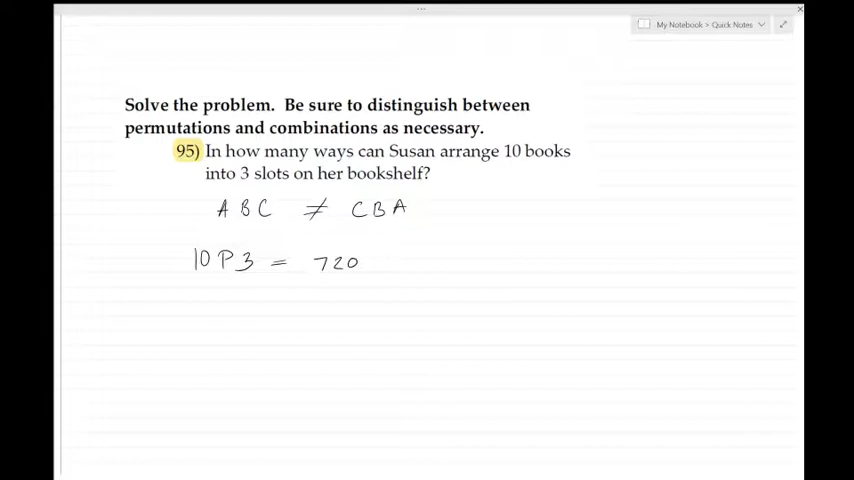 My Notebook > Quick Notes
Solve the problem. Be sure to distinguish between
permutations and combinations as necessary.
95) In how many ways can Susan arrange 10 books
into 3 slots on her bookshelf?
A B C ≠ C B A
10 P 3 = 720